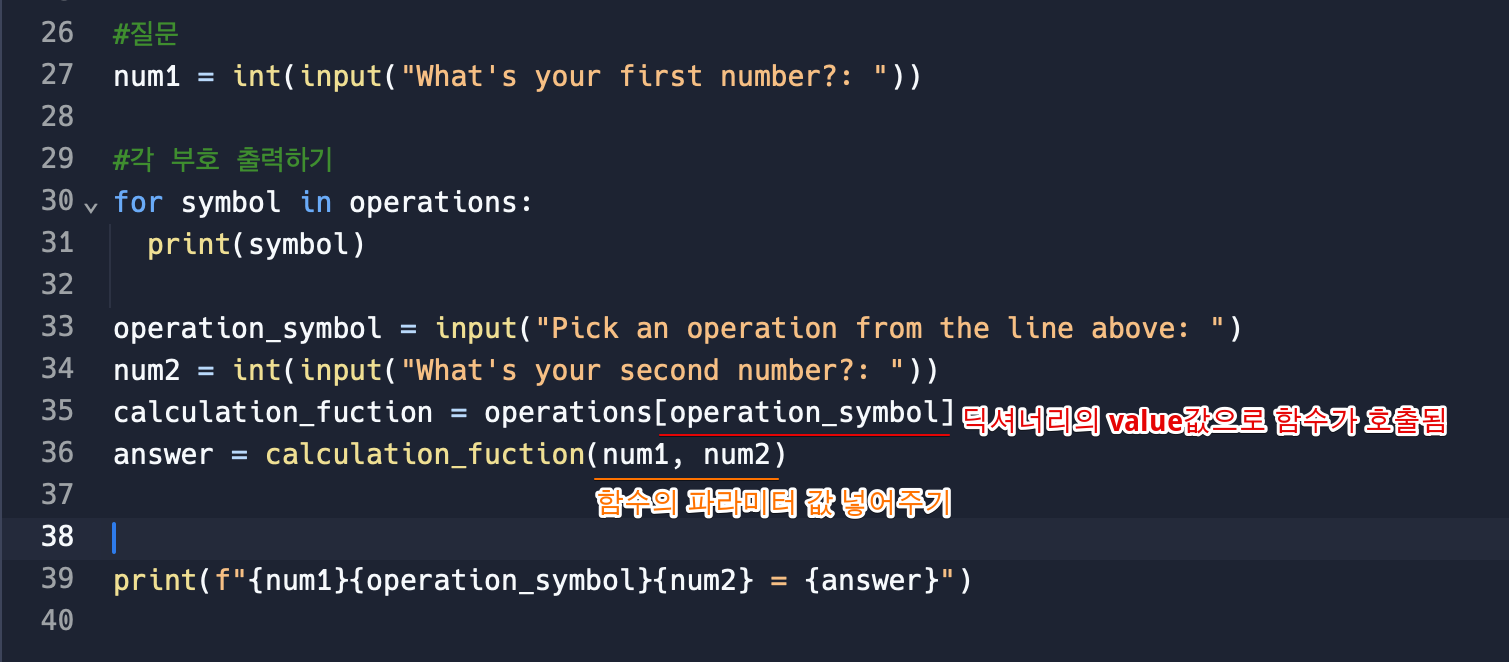 26 #질문
27 num1 = int(input("What's your first number?: "))
28
29 #각 부호 출력하기
30 for symbol in operations:
31   print(symbol)
32
33 operation_symbol = input("Pick an operation from the line above: ")
34 num2 = int(input("What's your second number?: "))
35 calculation_fuction = operations[operation_symbol] 딕셔너리의 value값으로 함수가 호출됨
36 answer = calculation_fuction(num1, num2)
37
함수의 파라미터 값 넣어주기
38
39 print(f"{num1}{operation_symbol}{num2} = {answer}")
40